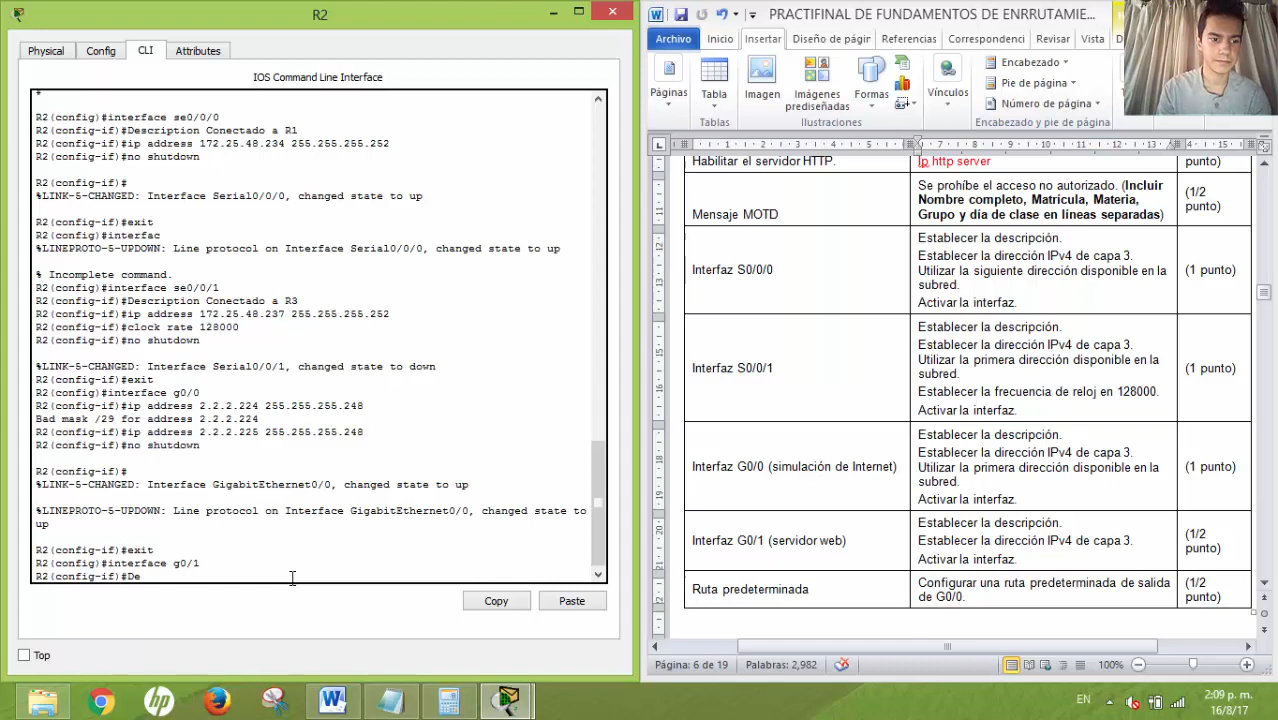 R2
Physical
Config
CLI
Attributes
IOS Command Line Interface
R2(config)#interface se0/0/0
R2(config-if)#Description Conectado a R1
R2(config-if)#ip address 172.25.48.234 255.255.255.252
R2(config-if)#no shutdown
R2(config-if)#
%LINK-5-CHANGED: Interface Serial0/0/0, changed state to up
R2(config-if)#exit
R2(config)#interfac
%LINEPROTO-5-UPDOWN: Line protocol on Interface Serial0/0/0, changed state to up
% Incomplete command.
R2(config)#interface se0/0/1
R2(config-if)#Description Conectado a R3
R2(config-if)#ip address 172.25.48.237 255.255.255.252
R2(config-if)#clock rate 128000
R2(config-if)#no shutdown
%LINK-5-CHANGED: Interface Serial0/0/1, changed state to down
R2(config-if)#exit
R2(config)#interface g0/0
R2(config-if)#ip address 2.2.2.224 255.255.255.248
Bad mask /29 for address 2.2.2.224
R2(config-if)#ip address 2.2.2.225 255.255.255.248
R2(config-if)#no shutdown
R2(config-if)#
%LINK-5-CHANGED: Interface GigabitEthernet0/0, changed state to up
%LINEPROTO-5-UPDOWN: Line protocol on Interface GigabitEthernet0/0, changed state to
up
R2(config-if)#exit
R2(config)#interface g0/1
R2(config-if)#De
Copy
Paste
Top
PRACTIFINAL DE FUNDAMENTOS DE ENRRUTAMIE...
Archivo
Inicio
Insertar
Diseño de págir
Referencias
Correspondenci
Revisar
Vista
Páginas
Tabla
Imagen
Imágenes
prediseñadas
Formas
Vínculos
Encabezado
Pie de página
Número de página
Tablas
Ilustraciones
Encabezado y pie de página
Habilitar el servidor HTTP.
Ip http server
punto)
Mensaje MOTD
Se prohíbe el acceso no autorizado. (Incluir
Nombre completo, Matricula, Materia,
Grupo y día de clase en líneas separadas)
(1/2
punto)
Interfaz S0/0/0
Establecer la descripción.
Establecer la dirección IPv4 de capa 3.
Utilizar la siguiente dirección disponible en la
subred.
Activar la interfaz.
(1 punto)
Interfaz S0/0/1
Establecer la descripción.
Establecer la dirección IPv4 de capa 3.
Utilizar la primera dirección disponible en la
subred.
Establecer la frecuencia de reloj en 128000.
Activar la interfaz.
(1 punto)
Interfaz G0/0 (simulación de Internet)
Establecer la descripción.
Establecer la dirección IPv4 de capa 3.
Utilizar la primera dirección disponible en la
subred.
Activar la interfaz.
(1 punto)
Interfaz G0/1 (servidor web)
Establecer la descripción.
Establecer la dirección IPv4 de capa 3.
Activar la interfaz.
(1/2
punto)
Ruta predeterminada
Configurar una ruta predeterminada de salida
de G0/0.
(1/2
punto)
Página: 6 de 19
Palabras: 2,982
100%
EN
2:09 p. m.
16/8/17